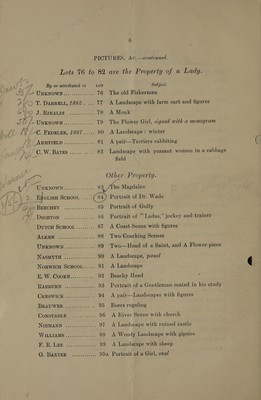 6
PICTURES, &c.—continued.
Lots 76 to 82 are the Property of a Lady.
By or attributed to LOT Subject.
UNKNOWN 76 The old Fisherman
T. DARRELL, 1882 77 A Landscape with farm cart and figures
J. RINALDI 78 A Monk
UNKNOWN 79 The Flower Girl, signed with a monogram
C. FEDELER, 1887 80 A Landscape: winter
ARMFIELD 81 A pair—Terriers rabbiting
C. W. BATES 82 Landscape with peasant women in a cabbage
field
Other Property.
UNKNOWN 83 The Magdalen
ENGLISH SCHOOL 84 Portrait of Dr. Wade
BEECHEY 85 Portrait of Gully
DIGHTON 86 Portrait of "Ladas," jockey and trainer
DUTCH SCHOOL 87 A Coast Scene with figures
ALKEN 88 Two Coaching Scenes
UNKNOWN 89 Two—Head of a Saint, and A Flower-piece
NASMYTH 90 A Landscape, panel
NORWICH SCHOOL 91 A Landscape
E. W. COOKE 92 Beachy Head
RAEBURN 93 Portrait of a Gentleman seated in his study
CRESWICK 94 A pair—Landscapes with figures
BRAUWER 95 Boors regaling
CONSTABLE 96 A River Scene with church
NIEMANN 97 A Landscape with ruined castle
WILLIAMS 98 A Woody Landscape with gipsies
F. R. LEE 99 A Landscape with sheep
G. BAXTER 99A Portrait of a Girl, oval